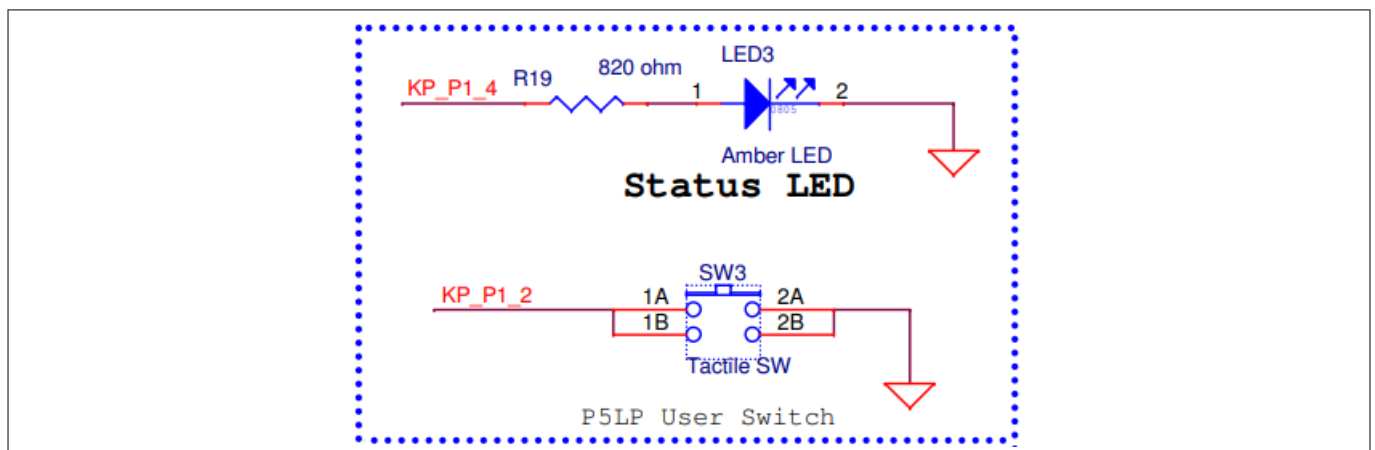 LED3
820 ohm
R19
KP_P1_4
1
2
0805
Amber LED
Status LED
SW3
KP_P1_2
1A
2A
1B
2B
Tactile SW
P5LP User Switch